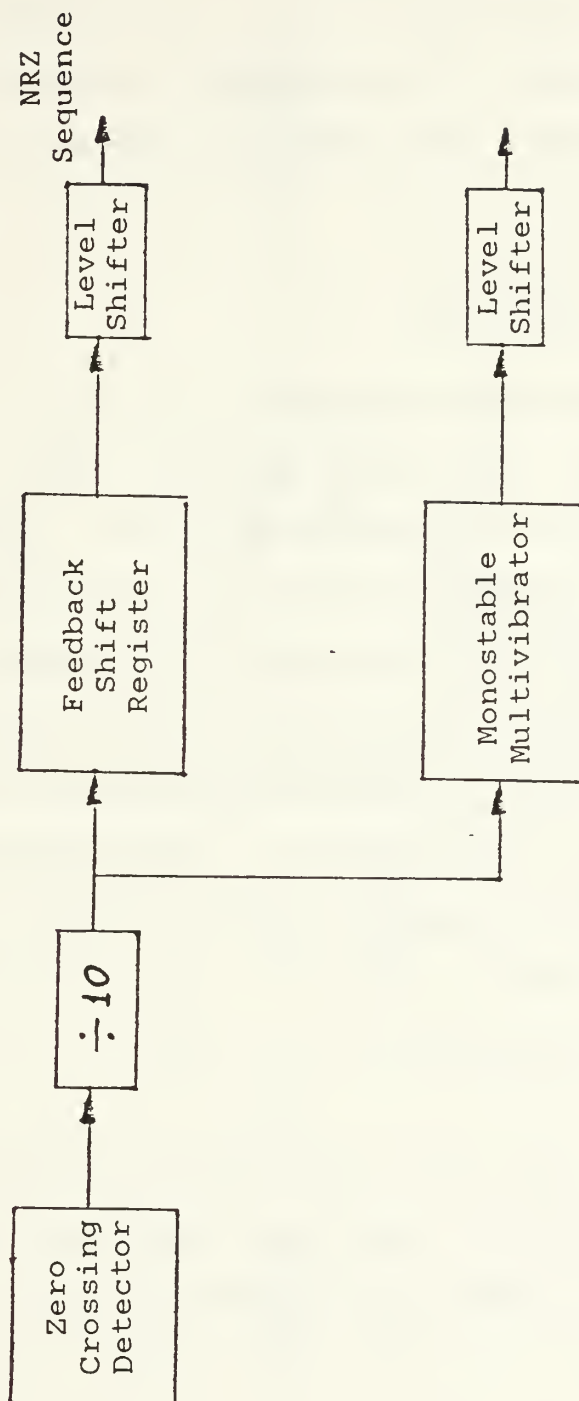 Zero
Crossing
Detector
÷10
Feedback
Shift
Register
Level
Shifter
NRZ
Sequence
Monostable
Multivibrator
Level
Shifter